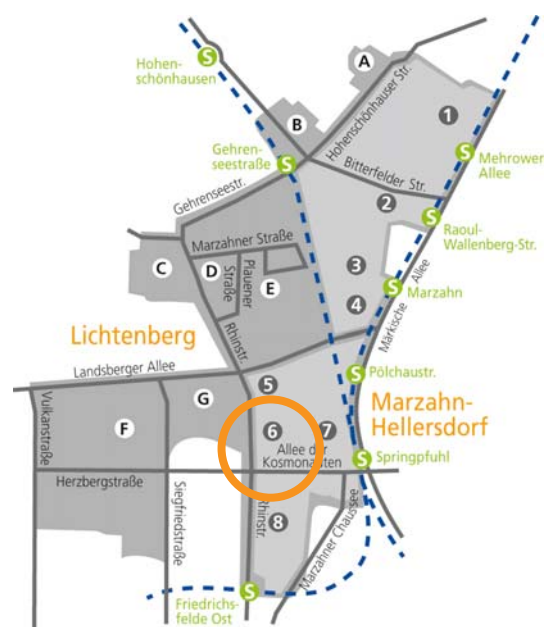 Hohen-
schönhausen
S
A
Hohenschönhauser Str.
1
B
S
Mehrower
Allee
Gehren-
seestraße
S
Bitterfelder Str.
2
S
Raoul-
Wallenberg-Str.
Gehrenseestr.
Marzahner Straße
C
D
Plauener
Straße
E
3
4
S
Marzahn
Märkische Allee
Lichtenberg
Rhinstr.
Landsberger Allee
5
S
Pölchaustr.
Vulkanstraße
F
G
6
7
Marzahn-
Hellersdorf
Allee der
Kosmonauten
S
Springpfuhl
Herzbergstraße
Siegfriedstraße
Rhinstr.
8
Marzahner Chaussee
Friedrichs-
felde Ost
S